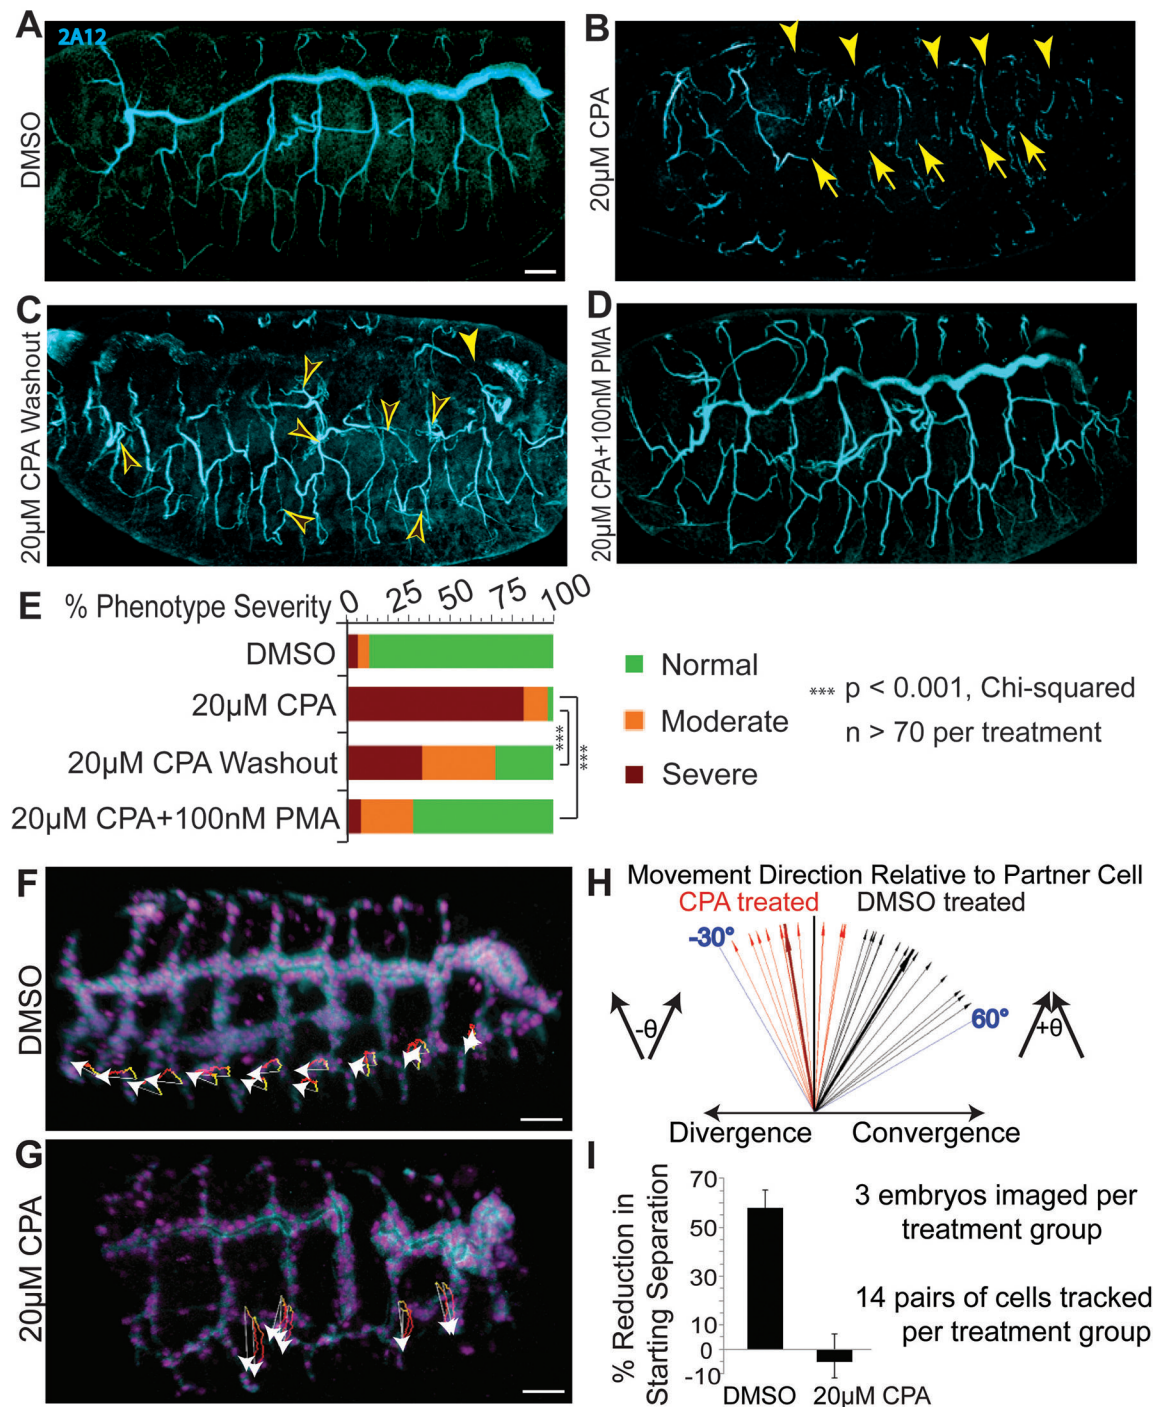 A
2A12
DMSO
B
20µM CPA
C
20µM CPA Washout
D
20µM CPA+100nM PMA
E
% Phenotype Severity
0 25 50 75 100
DMSO
20µM CPA
20µM CPA Washout
20µM CPA+100nM PMA
***
***
Normal
Moderate
Severe
*** p < 0.001, Chi-squared
n > 70 per treatment
F
DMSO
G
20µM CPA
H
Movement Direction Relative to Partner Cell
CPA treated
DMSO treated
-30°
60°
-θ
+θ
Divergence
Convergence
I
% Reduction in
Starting Separation
70
50
30
10
0
-10
DMSO
20µM CPA
3 embryos imaged per
treatment group
14 pairs of cells tracked
per treatment group